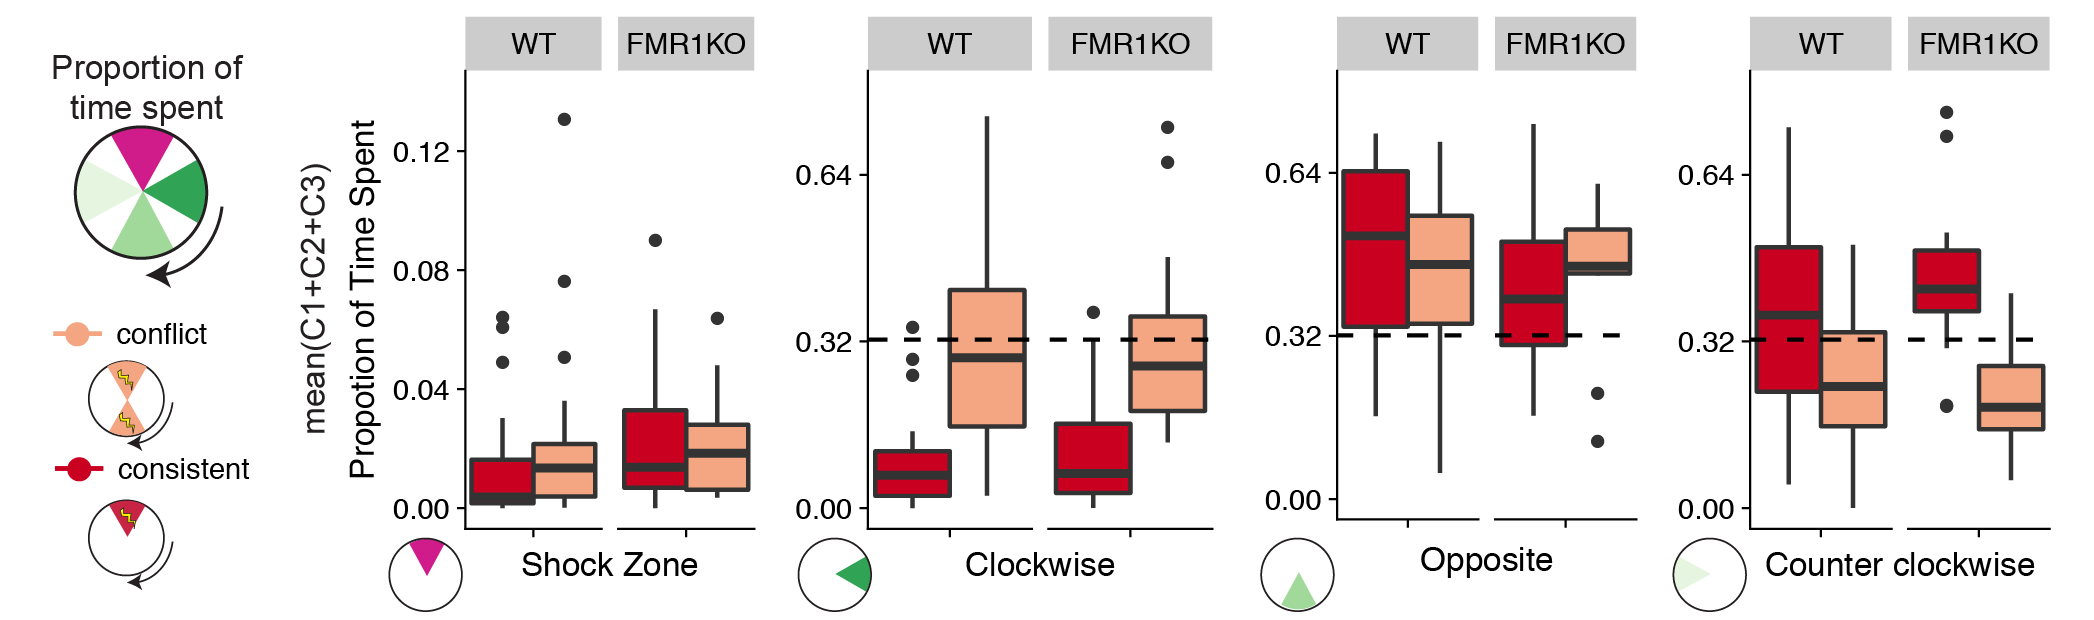 Proportion of
time spent
conflict
consistent
mean(C1+C2+C3)
Propotion of Time Spent
WT
FMR1KO
0.12
0.08
0.04
0.00
Shock Zone
WT
FMR1KO
0.64
0.32
0.00
Clockwise
WT
FMR1KO
0.64
0.32
0.00
Opposite
WT
FMR1KO
0.64
0.32
0.00
Counter clockwise